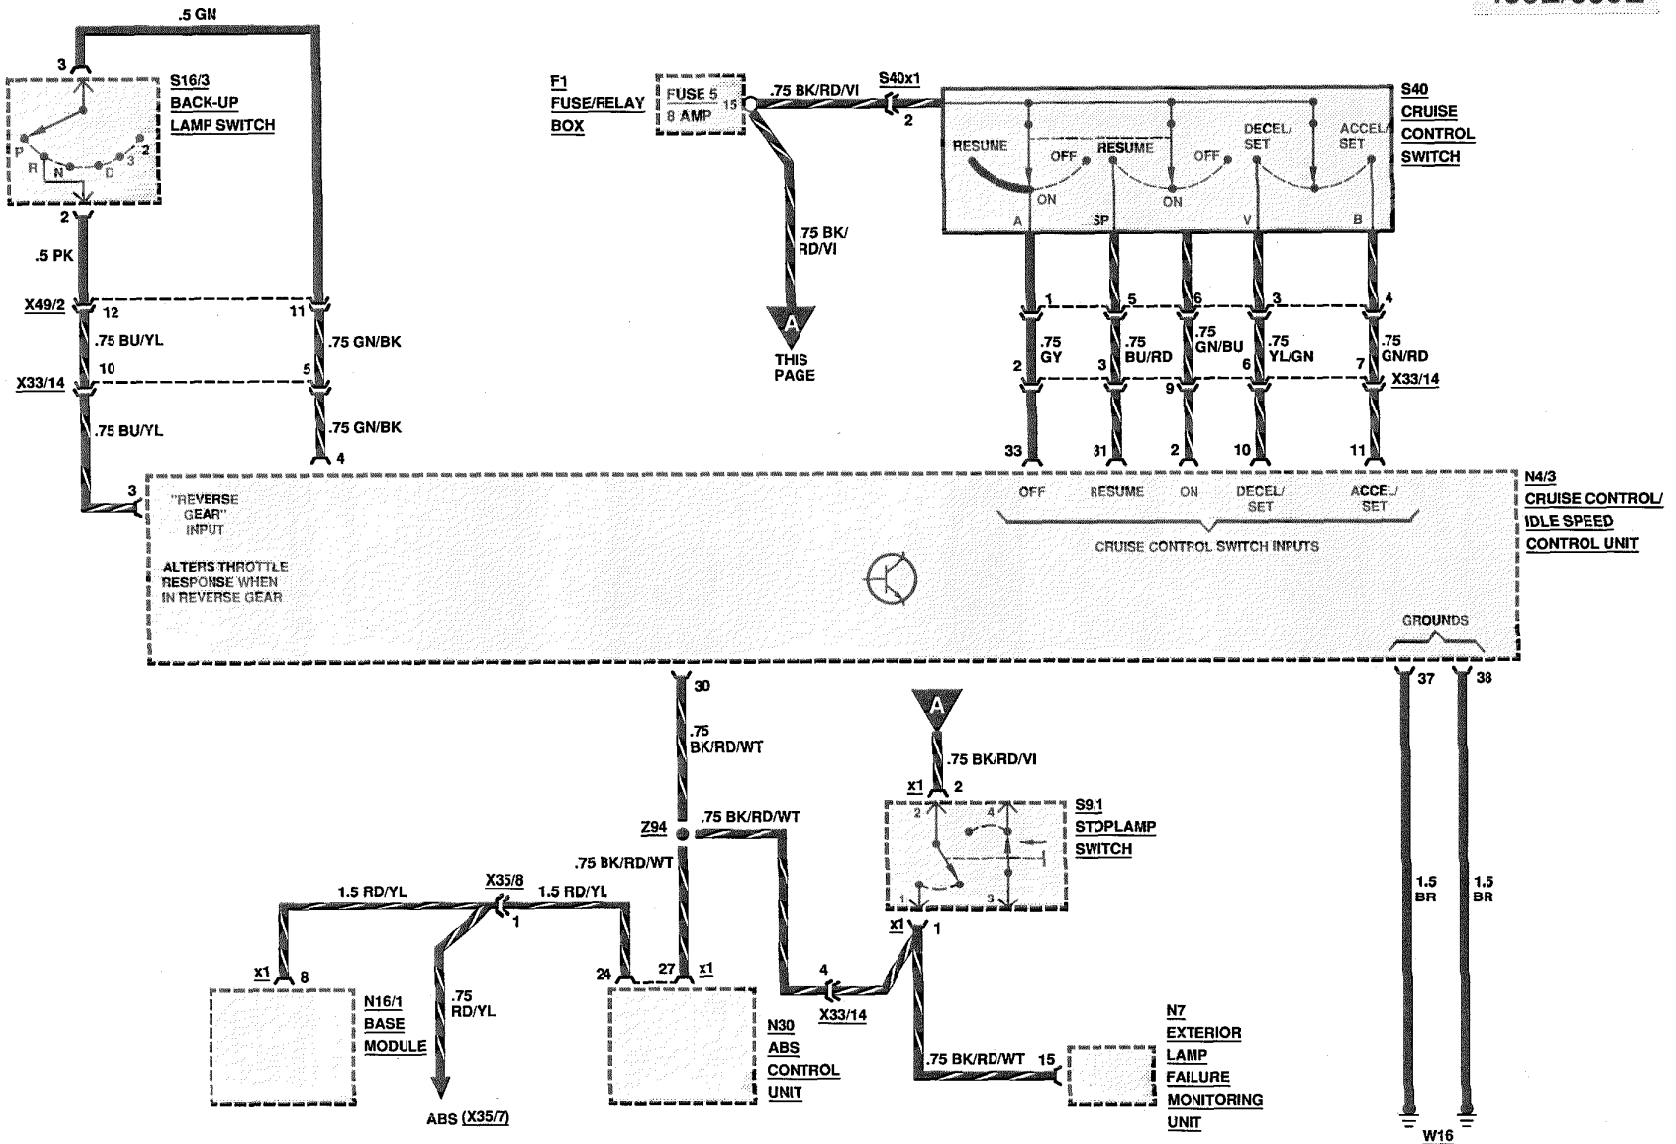 .5 GN
3
S16/3
BACK-UP
LAMP SWITCH
P
R
N
D
3
2
2
.5 PK
X49/2
12
11
.75 BU/YL
.75 GN/BK
10
5
X33/14
.75 BU/YL
.75 GN/BK
4
3
F1
FUSE/RELAY
BOX
FUSE 5
8 AMP
15
.75 BK/RD/VI
S40x1
2
.75 BK/
RD/VI
A
THIS
PAGE
S40
CRUISE
CONTROL
SWITCH
RESUME
OFF
ON
RESUME
OFF
ON
DECEL/
SET
ACCEL/
SET
A
SP
V
B
1
5
6
3
4
.75
GY
.75
BU/RD
.75
GN/BU
.75
YL/GN
.75
GN/RD
2
3
9
6
7
X33/14
33
31
2
10
11
N4/3
CRUISE CONTROL/
IDLE SPEED
CONTROL UNIT
"REVERSE
GEAR"
INPUT
ALTERS THROTTLE
RESPONSE WHEN
IN REVERSE GEAR
OFF
RESUME
ON
DECEL/
SET
ACCEL/
SET
CRUISE CONTROL SWITCH INPUTS
GROUNDS
30
37
38
.75
BK/RD/WT
A
.75 BK/RD/VI
x1
2
Z94
.75 BK/RD/WT
.75 BK/RD/WT
2
4
1
3
S9/1
STOPLAMP
SWITCH
x1
1
1.5 RD/YL
X35/8
1.5 RD/YL
1
x1
8
24
27
x1
4
X33/14
N16/1
BASE
MODULE
.75
RD/YL
ABS (X35/7)
N30
ABS
CONTROL
UNIT
.75 BK/RD/WT
15
N7
EXTERIOR
LAMP
FAILURE
MONITORING
UNIT
1.5
BR
1.5
BR
W16